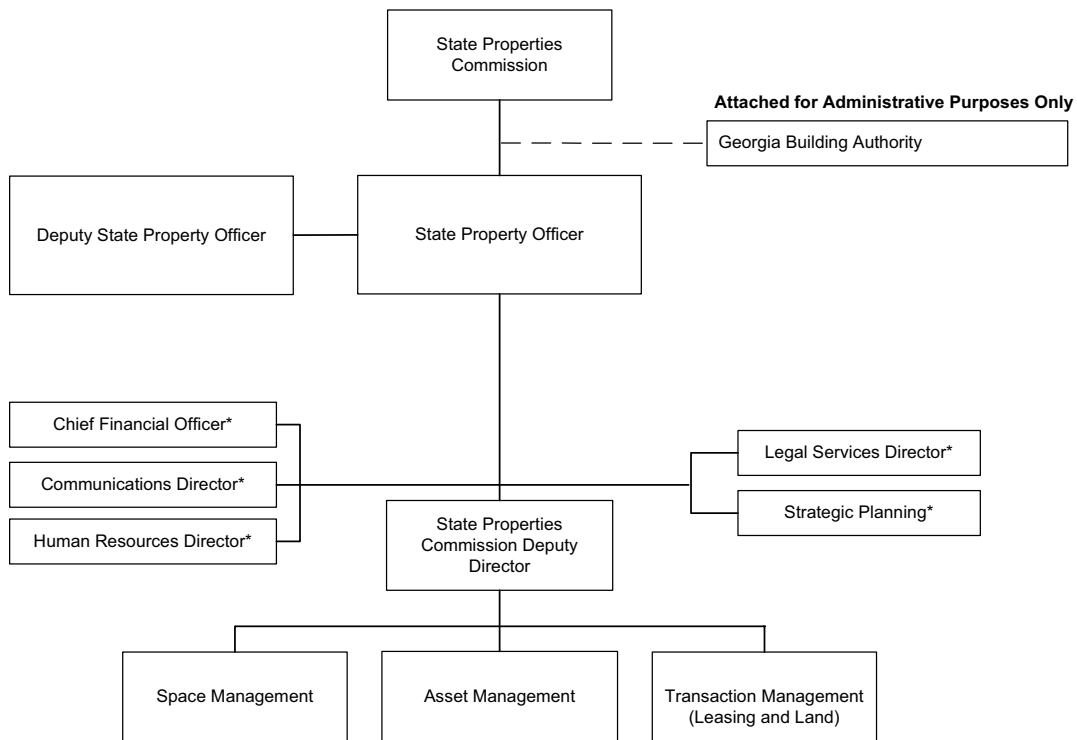 State Properties
Commission
Attached for Administrative Purposes Only
Georgia Building Authority
Deputy State Property Officer
State Property Officer
Chief Financial Officer*
Communications Director*
Human Resources Director*
Legal Services Director*
Strategic Planning*
State Properties
Commission Deputy
Director
Space Management
Asset Management
Transaction Management
(Leasing and Land)